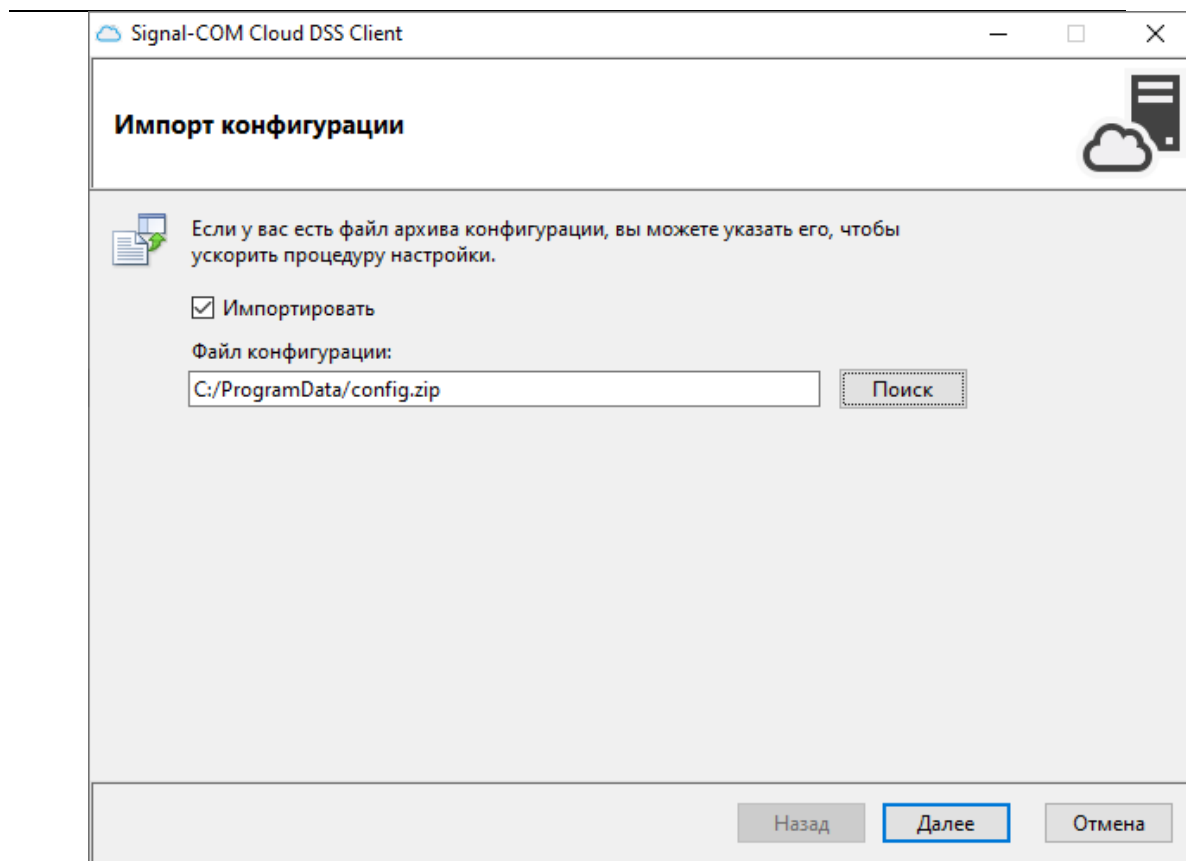 Signal-COM Cloud DSS Client
Импорт конфигурации
Если у вас есть файл архива конфигурации, вы можете указать его, чтобы
ускорить процедуру настройки.
Импортировать
Файл конфигурации:
C:/ProgramData/config.zip
Поиск
Назад
Далее
Отмена